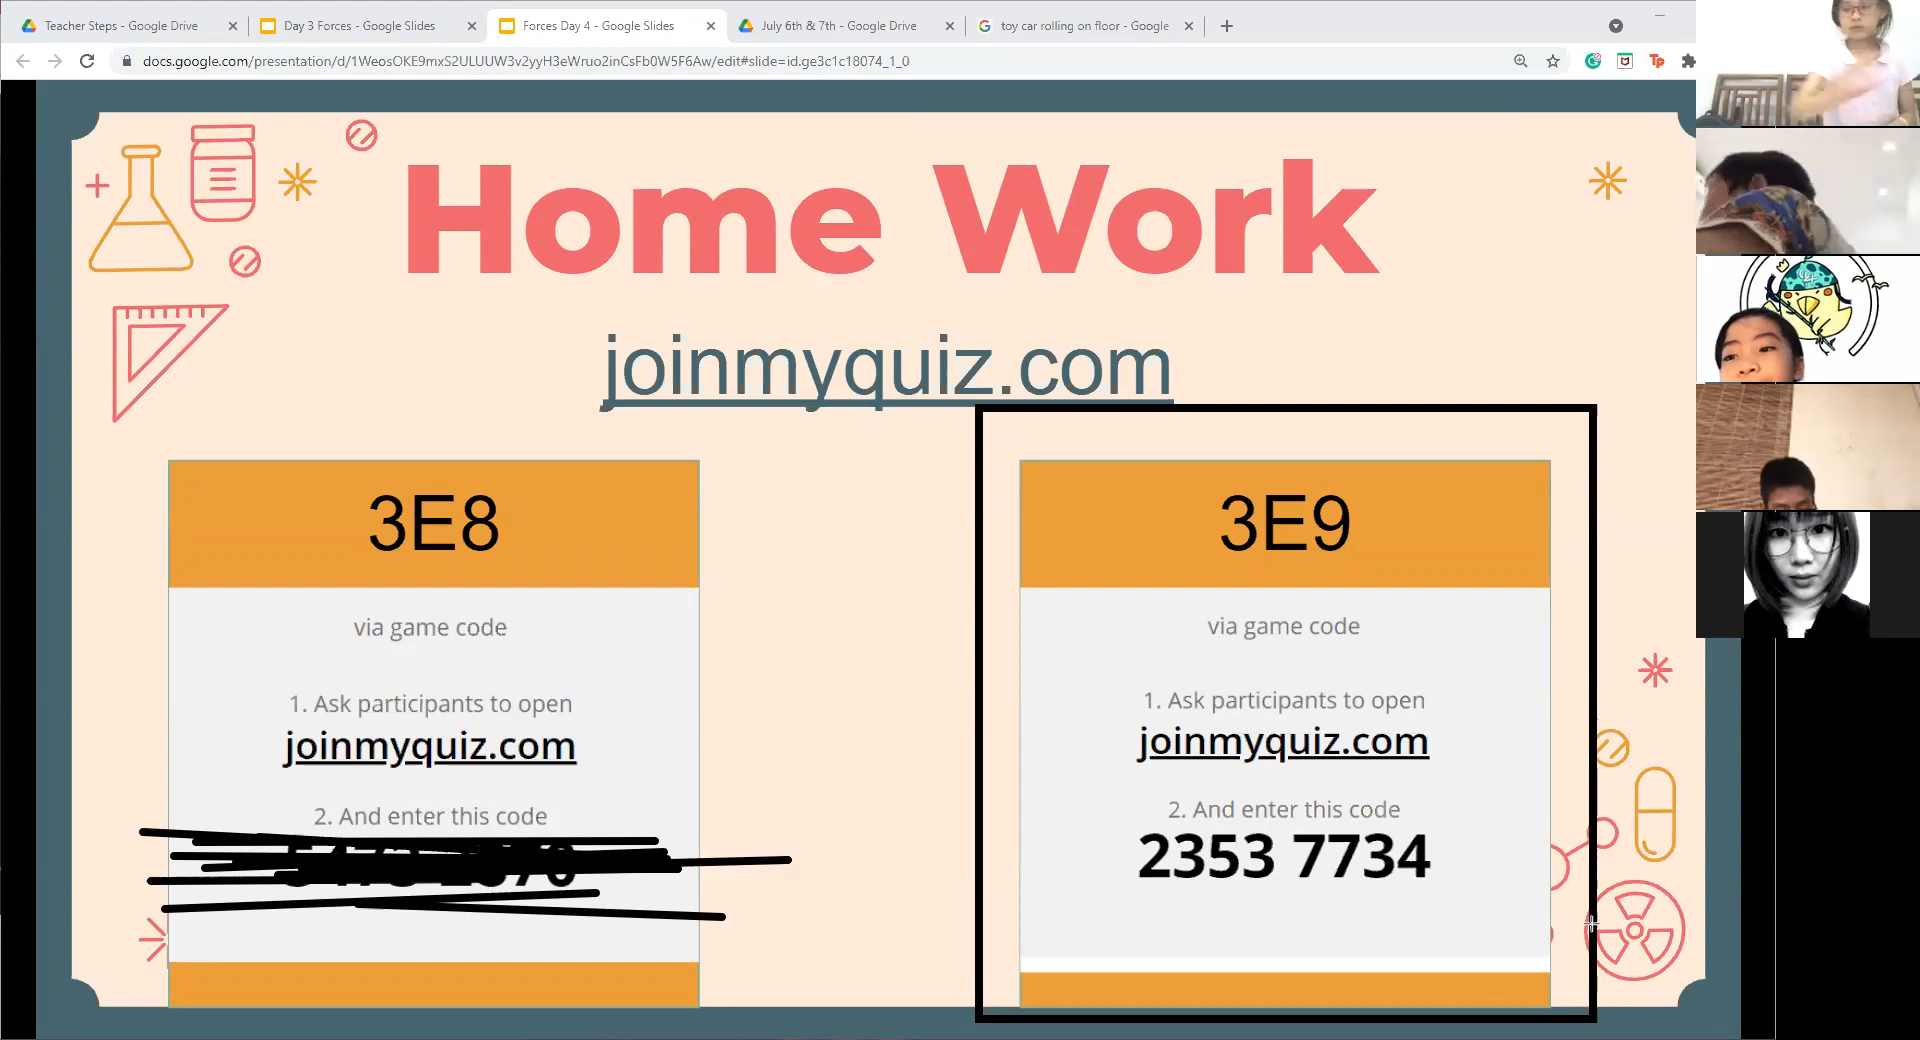 Teacher Steps - Google Drive
Day 3 Forces - Google Slides
Forces Day 4 - Google Slides
July 6th & 7th - Google Drive
toy car rolling on floor - Google
docs.google.com/presentation/d/1WeosOKE9mxS2ULUUW3v2yyH3eWruo2inCsFb0W5F6Aw/edit#slide=id.ge3c1c18074_1_0
Home Work
joinmyquiz.com
3E8
via game code
1. Ask participants to open
joinmyquiz.com
2. And enter this code
3E9
via game code
1. Ask participants to open
joinmyquiz.com
2. And enter this code
2353 7734